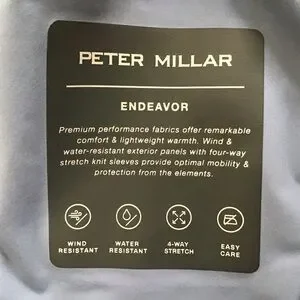 PETER MILLAR
ENDEAVOR
Premium performance fabrics offer remarkable
comfort & lightweight warmth. Wind &
water-resistant exterior panels with four-way
stretch knit sleeves provide optimal mobility &
protection from the elements.
WIND
RESISTANT
WATER
RESISTANT
4-WAY
STRETCH
EASY
CARE